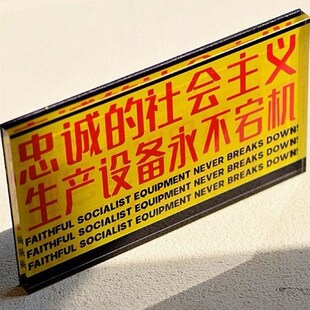 忠诚的社会主义
生产设备永不宕机
FAITHFUL SOCIALIST EQUIPMENT NEVER BREAKS DOWN!
FAITHFUL SOCIALIST EQUIPMENT NEVER BREAKS DOWN!
FAITHFUL SOCIALIST EQUIPMENT NEVER BREAKS DOWN!